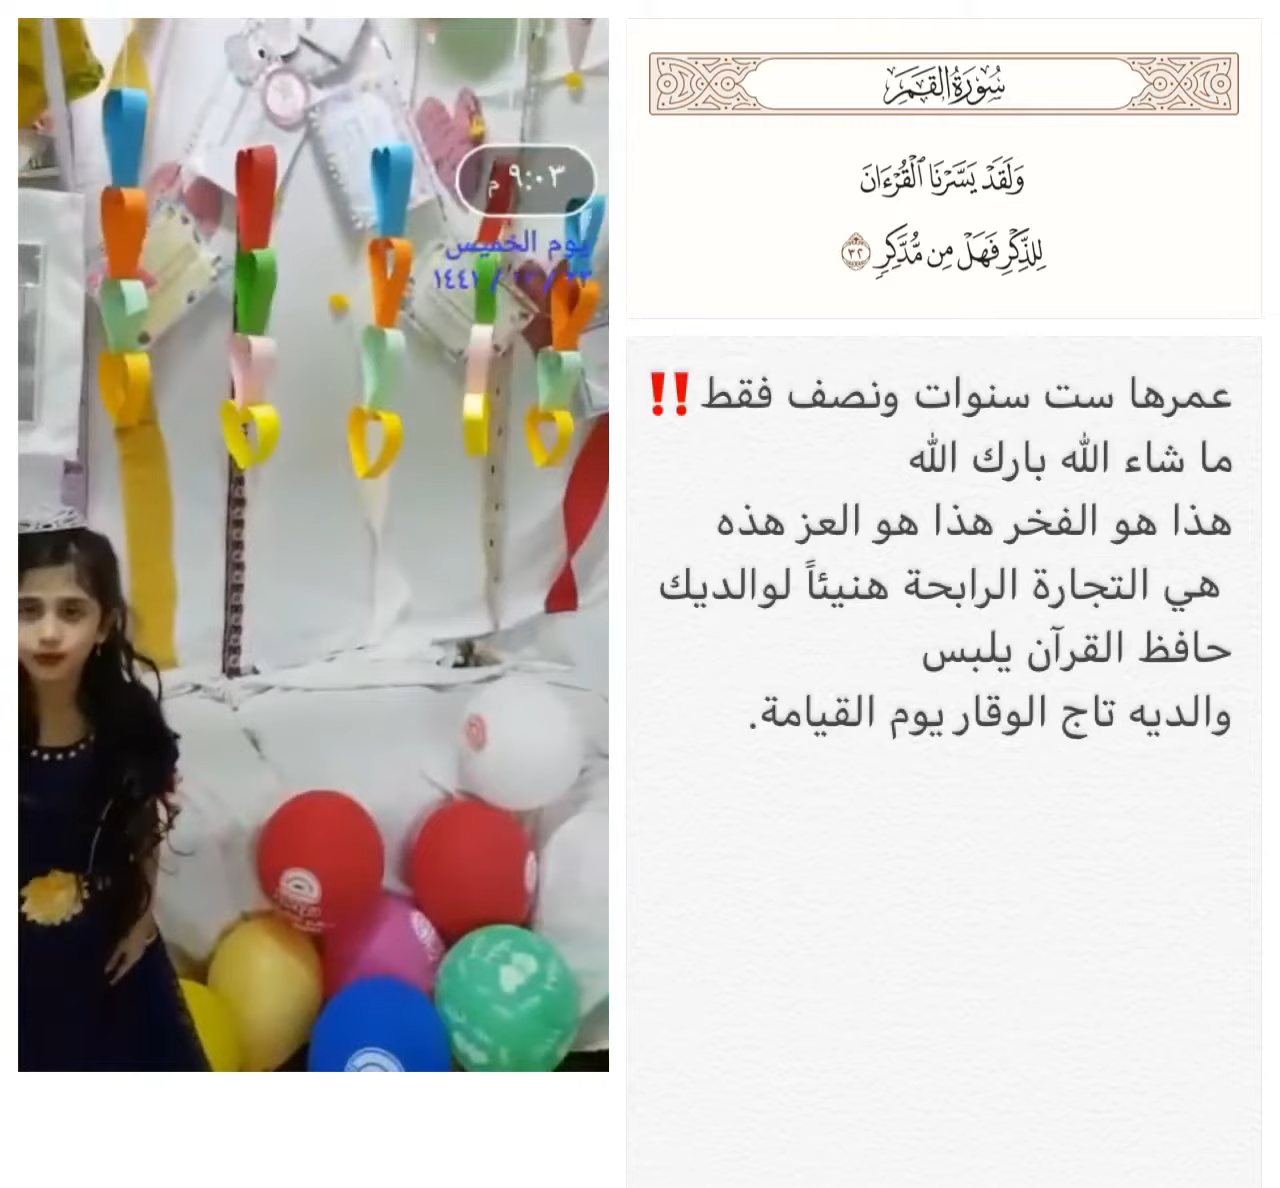 ٩:٠٣ م
يوم الخميس
١٤٤١
سُورَةُ القَمَرِ
وَلَقَدْ يَسَّرْنَا ٱلْقُرْءَانَ
لِلذِّكْرِ فَهَلْ مِن مُّدَّكِرٍ ٣٢
عمرها ست سنوات ونصف فقط ‼️
ما شاء الله بارك الله
هذا هو الفخر هذا هو العز هذه
هي التجارة الرابحة هنيئاً لوالديك
حافظ القرآن يلبس
والديه تاج الوقار يوم القيامة.